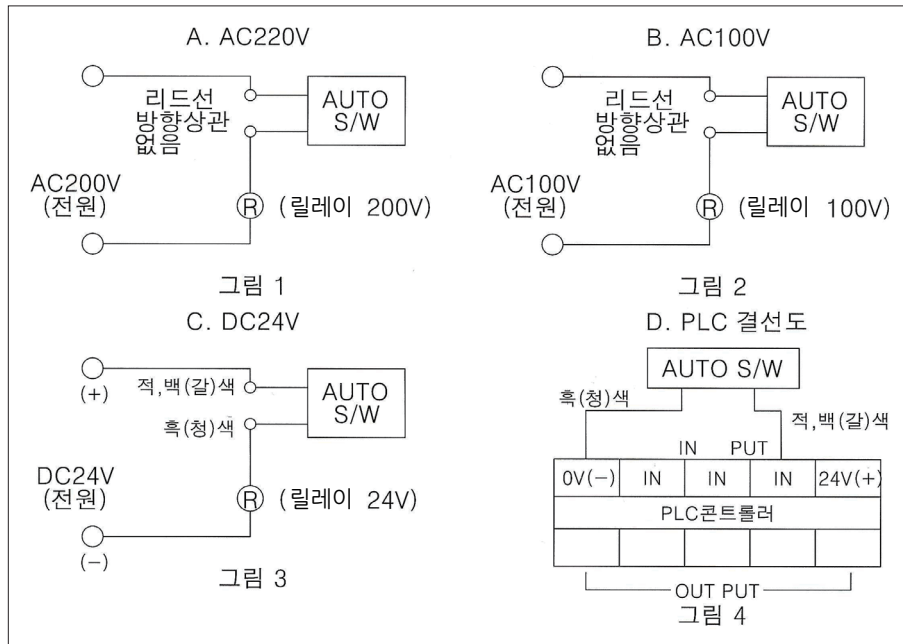 A. AC220V
리드선
방향상관
없음
AUTO
S/W
AC200V
(전원)
R
(릴레이 200V)
그림 1
B. AC100V
리드선
방향상관
없음
AUTO
S/W
AC100V
(전원)
R
(릴레이 100V)
그림 2
C. DC24V
(+)
적,백(갈)색
흑(청)색
AUTO
S/W
DC24V
(전원)
R
(릴레이 24V)
(-)
그림 3
D. PLC 결선도
AUTO S/W
흑(청)색
적,백(갈)색
IN PUT
0V(-) IN IN IN 24V(+)
PLC콘트롤러
OUT PUT
그림 4